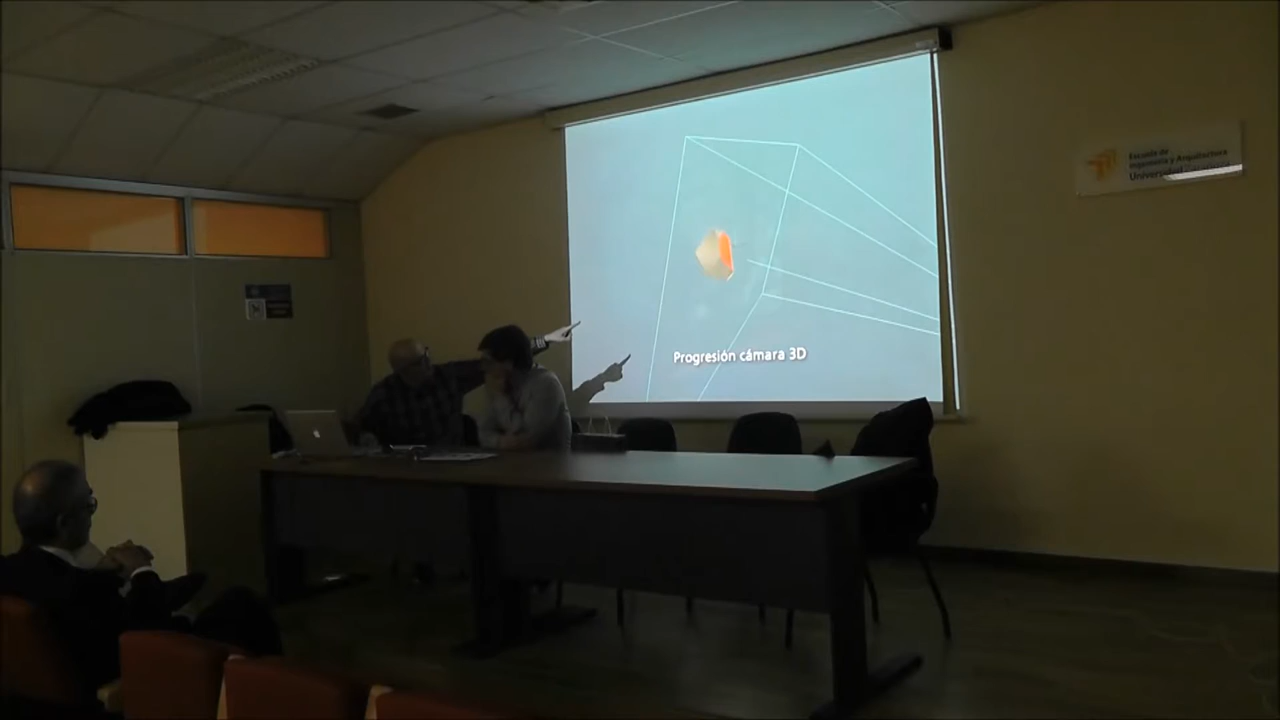 Progresión cámara 3D
Escuela de
Ingeniería y Arquitectura
Universidad